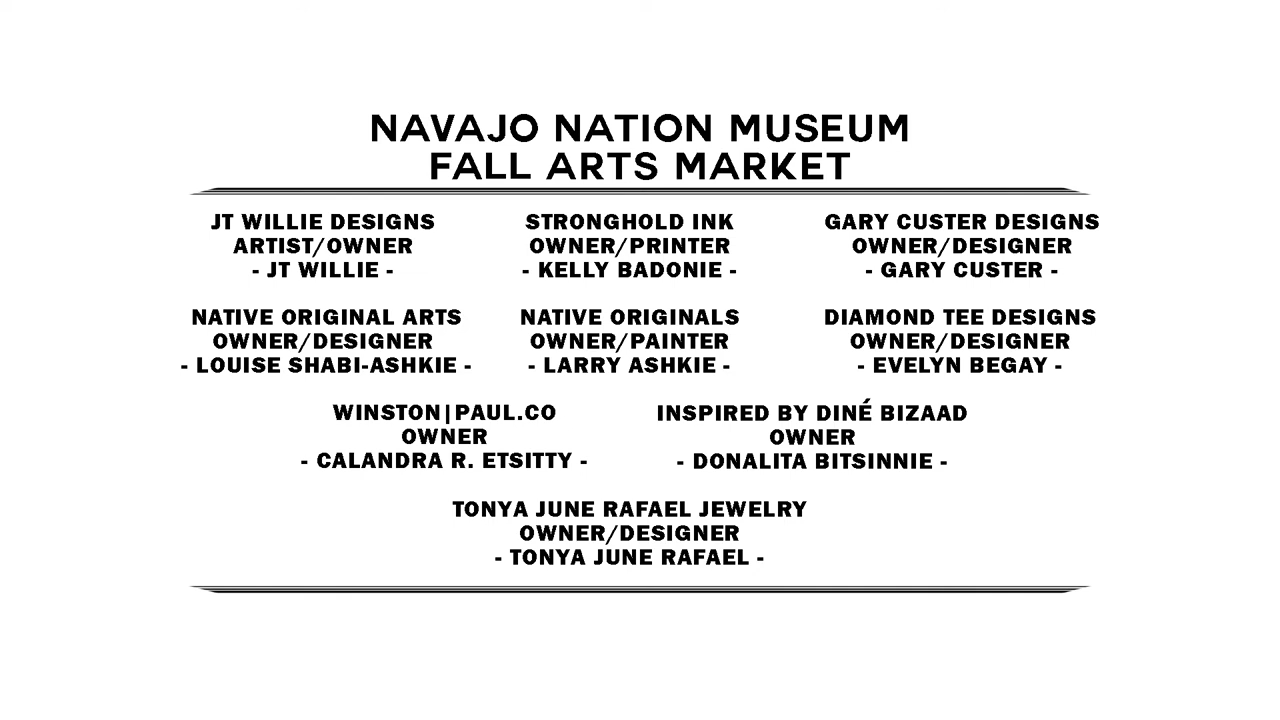 NAVAJO NATION MUSEUM
FALL ARTS MARKET
JT WILLIE DESIGNS
ARTIST/OWNER
- JT WILLIE -
STRONGHOLD INK
OWNER/PRINTER
- KELLY BADONIE -
GARY CUSTER DESIGNS
OWNER/DESIGNER
- GARY CUSTER -
NATIVE ORIGINAL ARTS
OWNER/DESIGNER
- LOUISE SHABI-ASHKIE -
NATIVE ORIGINALS
OWNER/PAINTER
- LARRY ASHKIE -
DIAMOND TEE DESIGNS
OWNER/DESIGNER
- EVELYN BEGAY -
WINSTON|PAUL.CO
OWNER
- CALANDRA R. ETSITTY -
INSPIRED BY DINÉ BIZAAD
OWNER
- DONALITA BITSINNIE -
TONYA JUNE RAFAEL JEWELRY
OWNER/DESIGNER
- TONYA JUNE RAFAEL -